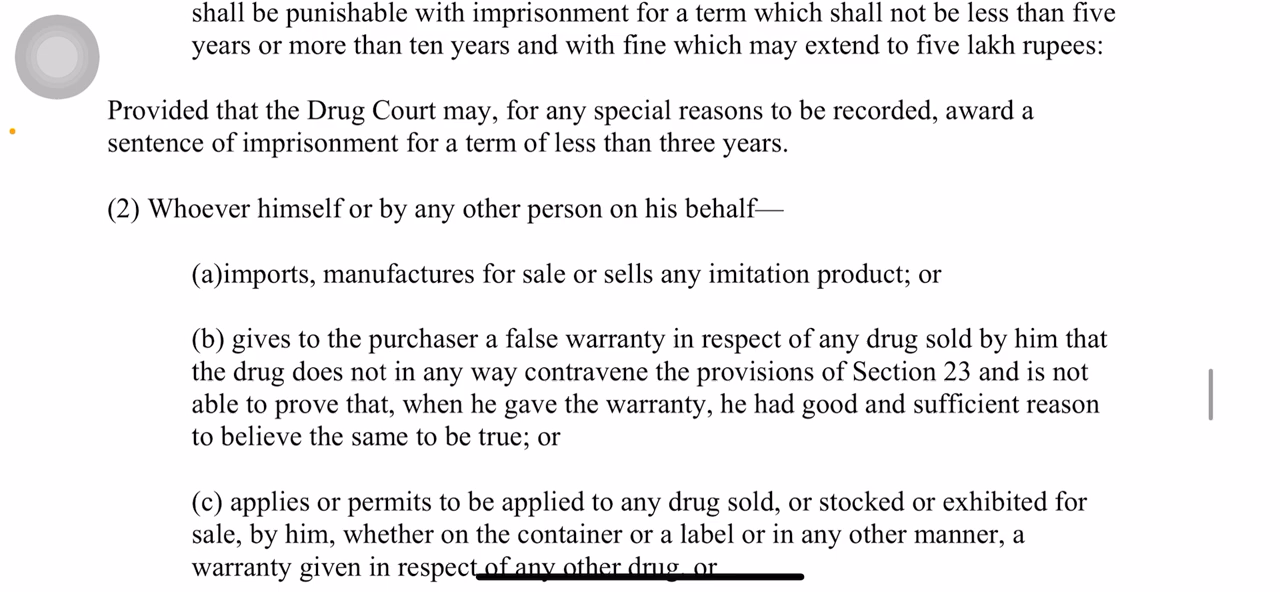 shall be punishable with imprisonment for a term which shall not be less than five
years or more than ten years and with fine which may extend to five lakh rupees:
Provided that the Drug Court may, for any special reasons to be recorded, award a
sentence of imprisonment for a term of less than three years.
(2) Whoever himself or by any other person on his behalf—
(a)imports, manufactures for sale or sells any imitation product; or
(b) gives to the purchaser a false warranty in respect of any drug sold by him that
the drug does not in any way contravene the provisions of Section 23 and is not
able to prove that, when he gave the warranty, he had good and sufficient reason
to believe the same to be true; or
(c) applies or permits to be applied to any drug sold, or stocked or exhibited for
sale, by him, whether on the container or a label or in any other manner, a
warranty given in respect of any other drug, or